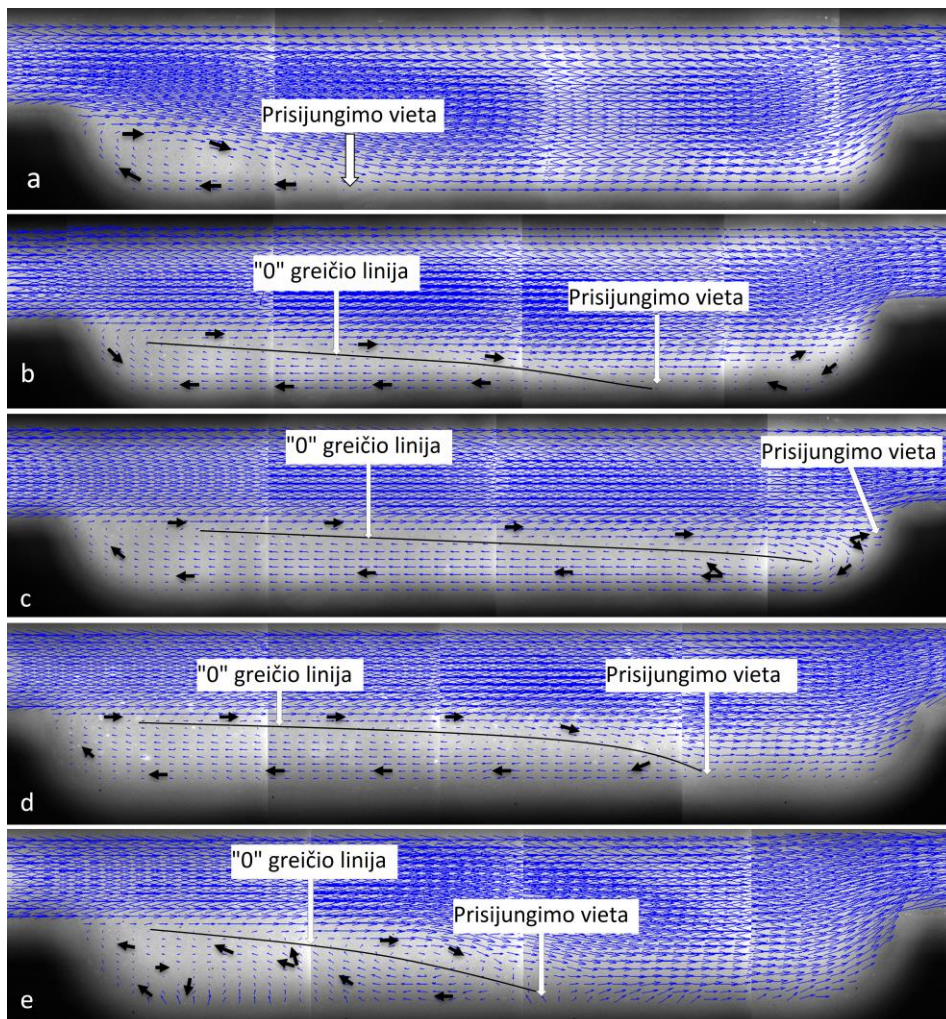 Prisijungimo vieta
a
"0" greičio linija
Prisijungimo vieta
b
"0" greičio linija
Prisijungimo vieta
c
"0" greičio linija
Prisijungimo vieta
d
"0" greičio linija
Prisijungimo vieta
e